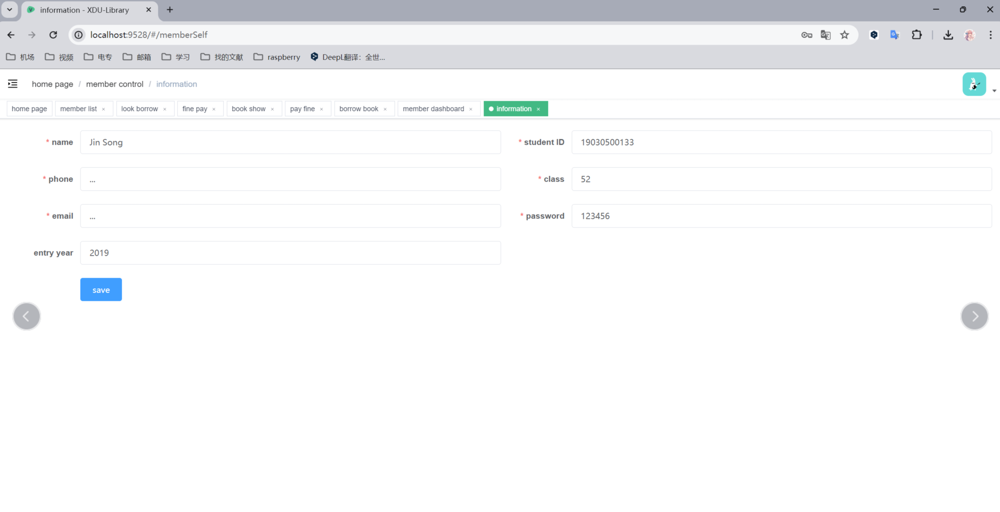 information - XDU-Library
localhost:9528/#/memberSelf
机场 视频 电专 邮箱 学习 找的文献 raspberry DeepL翻译：全世...
home page / member control / information
home page member list × look borrow × fine pay × book show × pay fine × borrow book × member dashboard × information ×
* name Jin Song * student ID 19030500133
* phone ... * class 52
* email ... * password 123456
entry year 2019
save